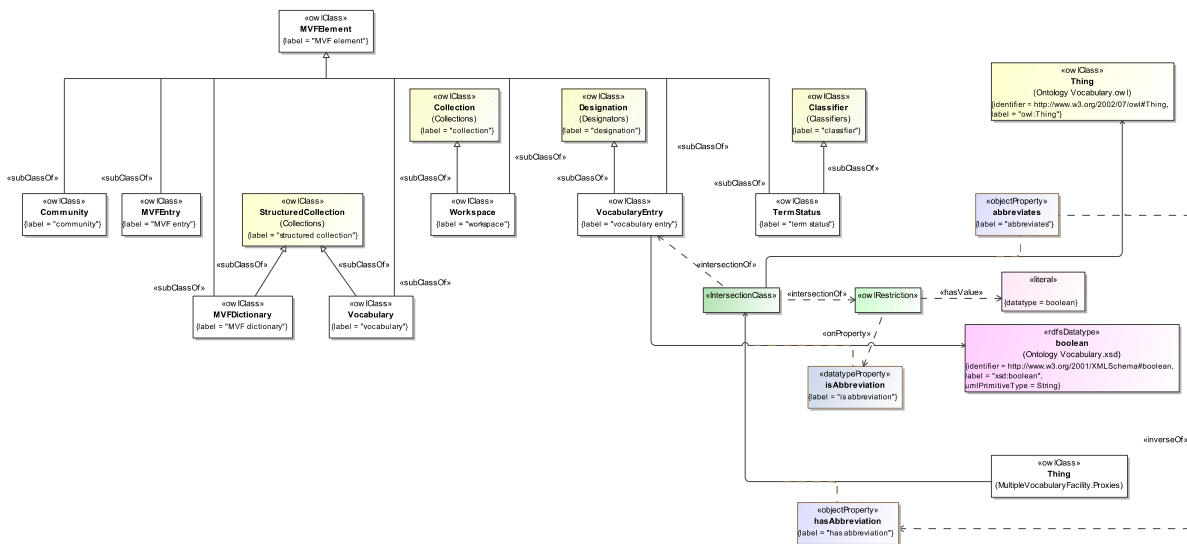 «owlClass»
MVFElement
{label = "MVF element"}
«owlClass»
Collection
(Collections)
{label = "collection"}
«owlClass»
Designation
(Designators)
{label = "designation"}
«owlClass»
Classifier
(Classifiers)
{label = "classifier"}
«owlClass»
Thing
(Ontology Vocabulary.owl)
{identifier = http://www.w3.org/2002/07/owl#Thing,
label = "owl:Thing"}
«subClassOf»
«subClassOf»
«subClassOf»
«subClassOf»
«subClassOf»
«subClassOf»
«subClassOf»
«subClassOf»
«subClassOf»
«owlClass»
Community
{label = "community"}
«owlClass»
MVFEntry
{label = "MVF entry"}
«owlClass»
StructuredCollection
(Collections)
{label = "structured collection"}
«owlClass»
Workspace
{label = "workspace"}
«owlClass»
VocabularyEntry
{label = "vocabulary entry"}
«owlClass»
TermStatus
{label = "term status"}
«objectProperty»
abbreviates
{label = "abbreviates"}
«subClassOf»
«subClassOf»
«subClassOf»
«subClassOf»
«intersectionOf»
«owlClass»
MVFDictionary
{label = "MVF dictionary"}
«owlClass»
Vocabulary
{label = "vocabulary"}
«IntersectionClass»
«intersectionOf»
«owlRestriction»
«hasValue»
«literal»
{datatype = boolean}
«onProperty»
«rdfsDatatype»
boolean
(Ontology Vocabulary.xsd)
{identifier = http://www.w3.org/2001/XMLSchema#boolean,
label = "xsd:boolean",
umlPrimitiveType = String}
«datatypeProperty»
isAbbreviation
{label = "is abbreviation"}
«inverseOf»
«owlClass»
Thing
(MultipleVocabularyFacility.Proxies)
«objectProperty»
hasAbbreviation
{label = "has abbreviation"}